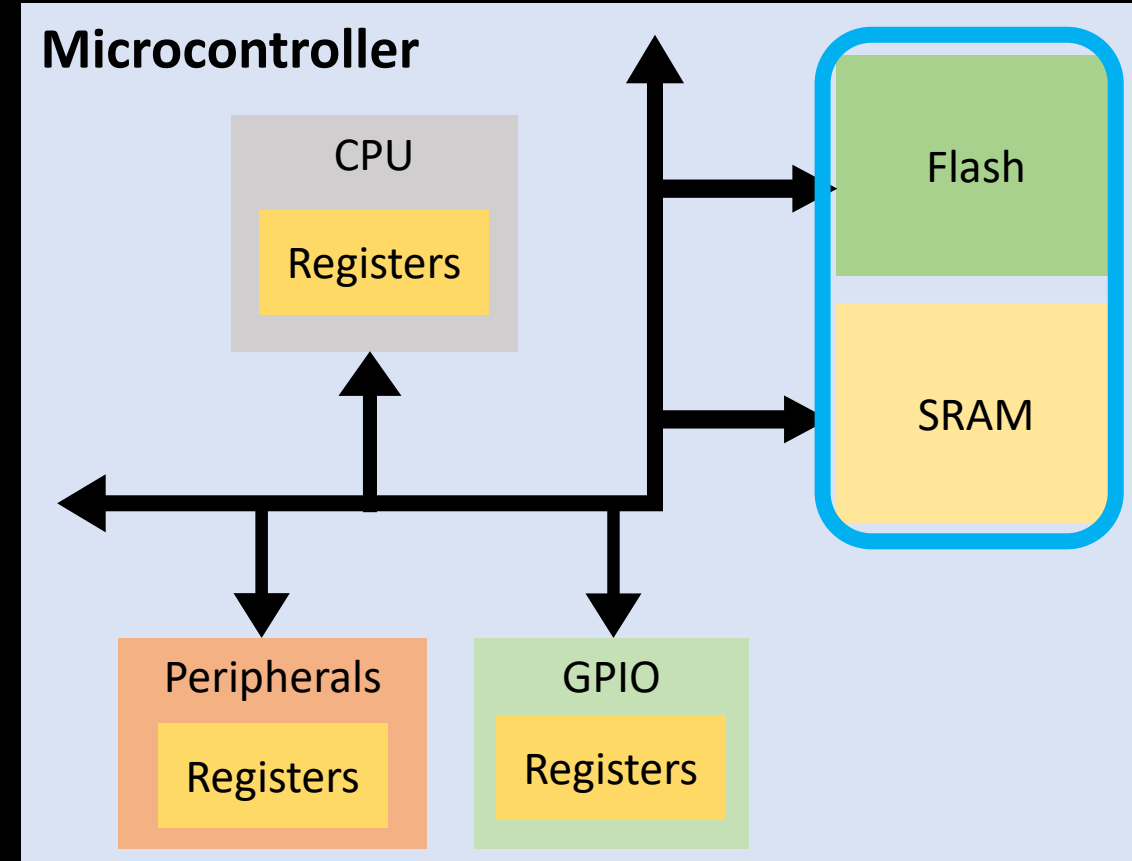 Microcontroller
CPU
Registers
Flash
SRAM
Peripherals
Registers
GPIO
Registers